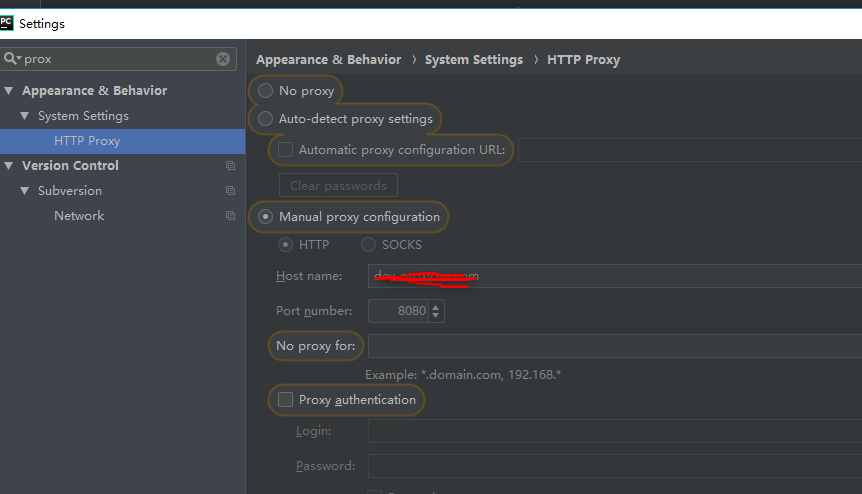 PC Settings
prox
Appearance & Behavior
System Settings
HTTP Proxy
Version Control
Subversion
Network
Appearance & Behavior › System Settings › HTTP Proxy
No proxy
Auto-detect proxy settings
Automatic proxy configuration URL:
Clear passwords
Manual proxy configuration
HTTP SOCKS
Host name:
Port number: 8080
No proxy for:
Example: *.domain.com, 192.168.*
Proxy authentication
Login:
Password: